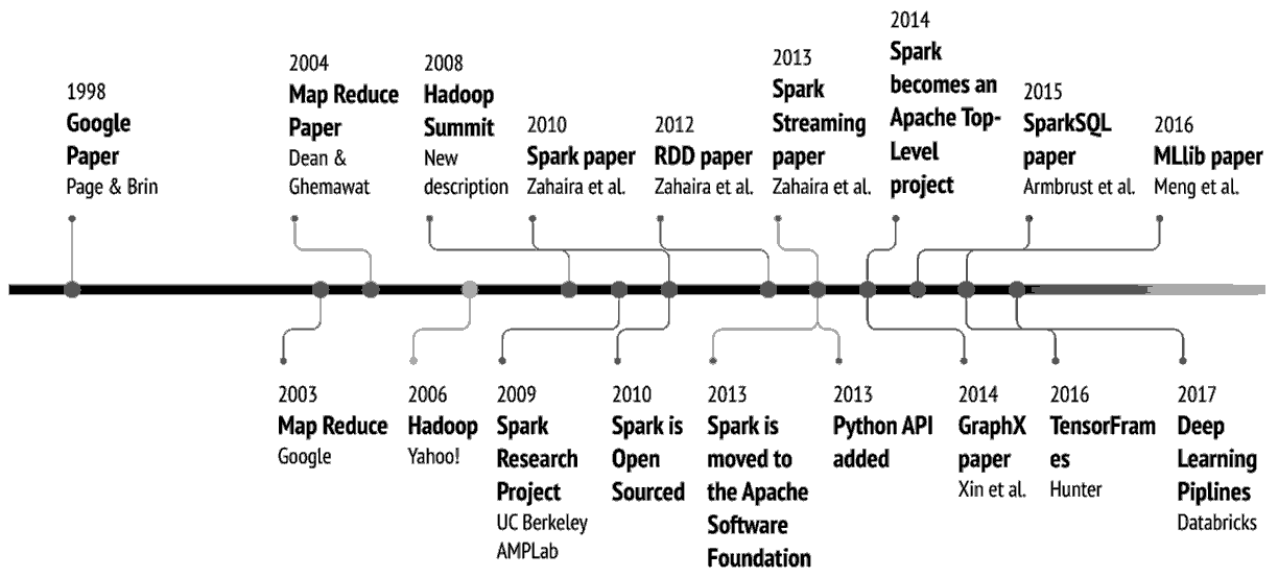 1998
Google
Paper
Page & Brin
2004
Map Reduce
Paper
Dean &
Ghemawat
2008
Hadoop
Summit
New
description
2010
Spark paper
Zahaira et al.
2012
RDD paper
Zahaira et al.
2013
Spark
Streaming
paper
Zahaira et al.
2014
Spark
becomes an
Apache Top-
Level
project
2015
SparkSQL
paper
Armbrust et al.
2016
MLlib paper
Meng et al.
2003
Map Reduce
Google
2006
Hadoop
Yahoo!
2009
Spark
Research
Project
UC Berkeley
AMPLab
2010
Spark is
Open
Sourced
2013
Spark is
moved to
the Apache
Software
Foundation
2013
Python API
added
2014
GraphX
paper
Xin et al.
2016
TensorFram
es
Hunter
2017
Deep
Learning
Piplines
Databricks